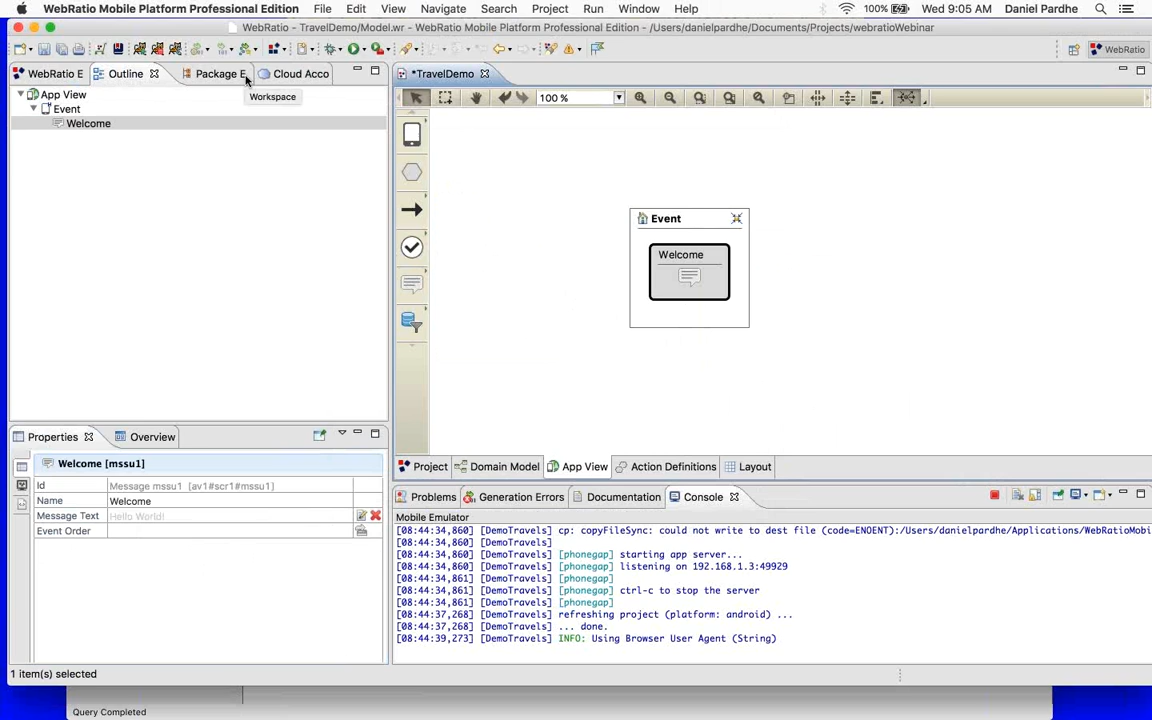 WebRatio Mobile Platform Professional Edition File Edit View Navigate Search Project Run Window Help 100% Wed 9:05 AM Daniel Pardhe
WebRatio - TravelDemo/Model.wr - WebRatio Mobile Platform Professional Edition - /Users/danielpardhe/Documents/Projects/webratioWebinar
WebRatio
WebRatio E Outline Package E Cloud Acco
*TravelDemo
Workspace
100 %
App View
Event
Welcome
Event
Welcome
Project Domain Model App View Action Definitions Layout
Properties Overview
Welcome [mssu1]
Id Message mssu1 [av1#scr1#mssu1]
Name Welcome
Message Text Hello World!
Event Order
Problems Generation Errors Documentation Console
Mobile Emulator
[08:44:34,860] [DemoTravels] cp: copyFileSync: could not write to dest file (code=ENOENT):/Users/danielpardhe/Applications/WebRatioMobi
[08:44:34,860] [DemoTravels]
[08:44:34,860] [DemoTravels] [phonegap] starting app server...
[08:44:34,860] [DemoTravels] [phonegap] listening on 192.168.1.3:49929
[08:44:34,861] [DemoTravels] [phonegap]
[08:44:34,861] [DemoTravels] [phonegap] ctrl-c to stop the server
[08:44:34,861] [DemoTravels] [phonegap]
[08:44:37,268] [DemoTravels] refreshing project (platform: android) ...
[08:44:37,268] [DemoTravels] ... done.
[08:44:39,273] [DemoTravels] INFO: Using Browser User Agent (String)
1 item(s) selected
Query Completed